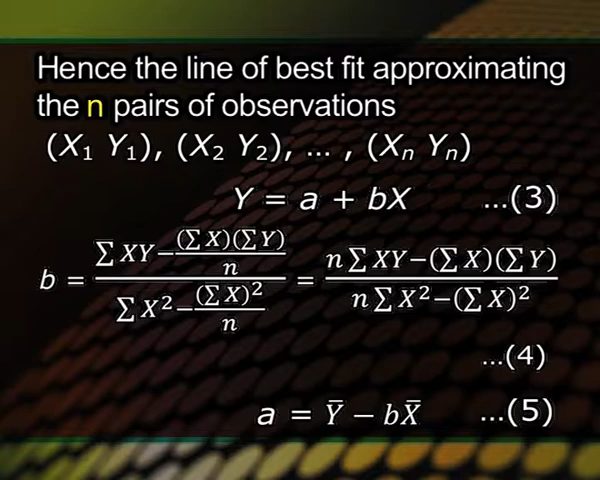 Hence the line of best fit approximating
the n pairs of observations
(X₁ Y₁), (X₂ Y₂), ... , (Xₙ Yₙ)
Y = a + bX ...(3)
b = (∑ XY − (∑ X)(∑ Y)/n) / (∑ X² − (∑ X)²/n) = (n ∑ XY − (∑ X)(∑ Y)) / (n ∑ X² − (∑ X)²)
...(4)
a = Ȳ − bX̄ ...(5)